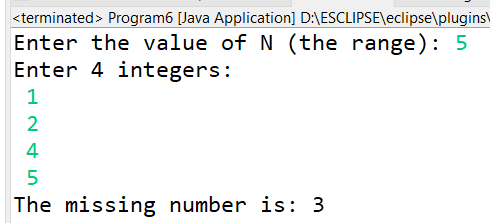 <terminated> Program6 [Java Application] D:\ESCLIPSE\eclipse\plugins\
Enter the value of N (the range): 5
Enter 4 integers:
1
2
4
5
The missing number is: 3